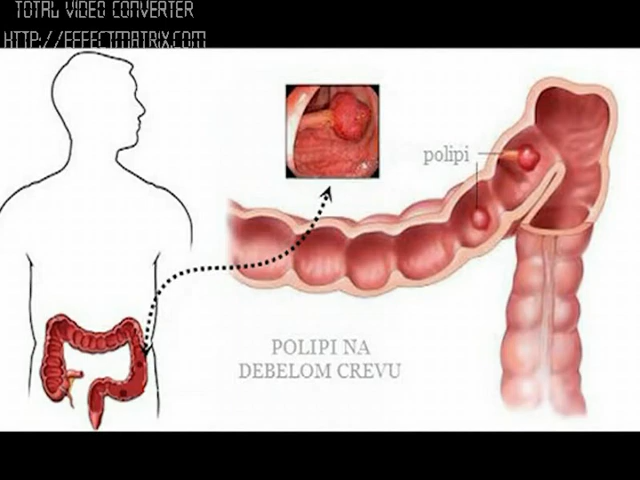 TOTAL VIDEO CONVERTER
HTTP://EFFECTMATRIX.COM
polipi
POLIPI NA
DEBELOM CREVU